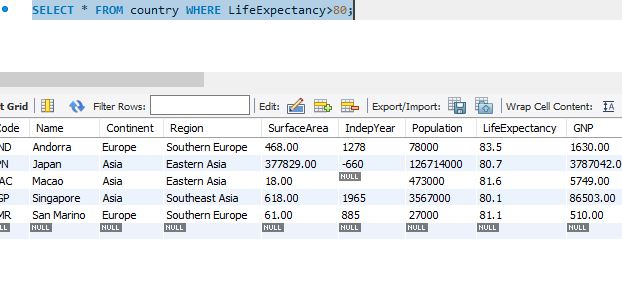 SELECT * FROM country WHERE LifeExpectancy>80;
t Grid Filter Rows: Edit: Export/Import: Wrap Cell Content: IA
Code Name Continent Region SurfaceArea IndepYear Population LifeExpectancy GNP
ND Andorra Europe Southern Europe 468.00 1278 78000 83.5 1630.00
PN Japan Asia Eastern Asia 377829.00 -660 126714000 80.7 3787042.0
AC Macao Asia Eastern Asia 18.00 NULL 473000 81.6 5749.00
GP Singapore Asia Southeast Asia 618.00 1965 3567000 80.1 86503.00
MR San Marino Europe Southern Europe 61.00 885 27000 81.1 510.00
NULL NULL NULL NULL NULL NULL NULL NULL NULL